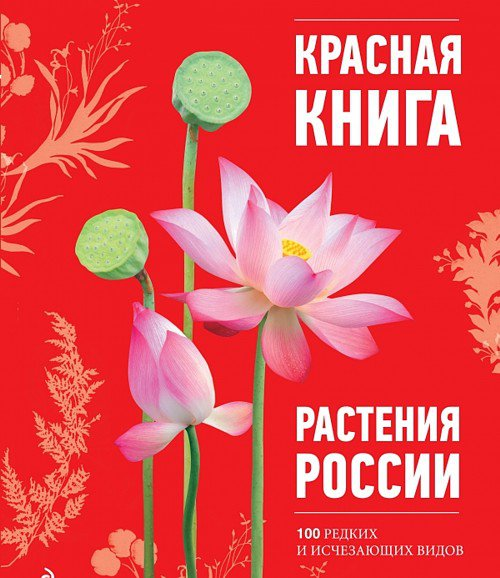 КРАСНАЯ
КНИГА
РАСТЕНИЯ
РОССИИ
100 РЕДКИХ
И ИСЧЕЗАЮЩИХ ВИДОВ